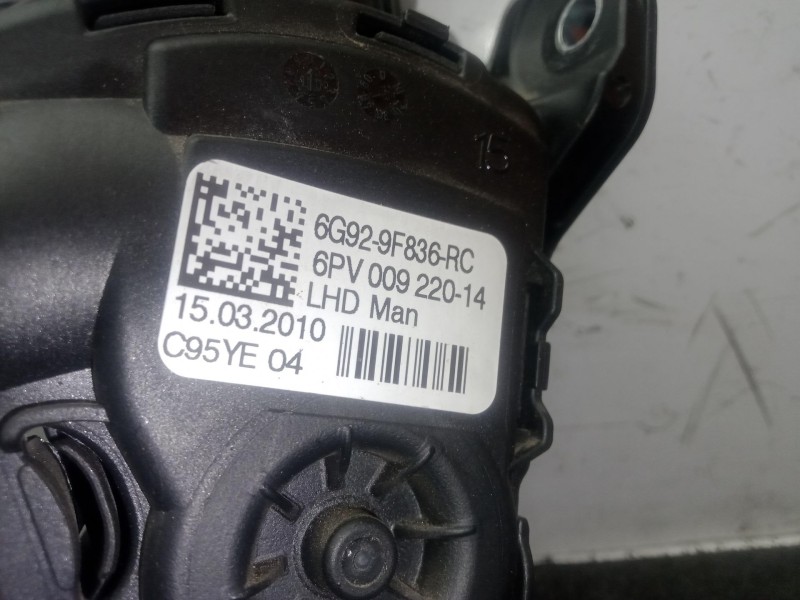 15
6G92-9F836-RC
6PV 009 220-14
LHD Man
15.03.2010
C95YE 04